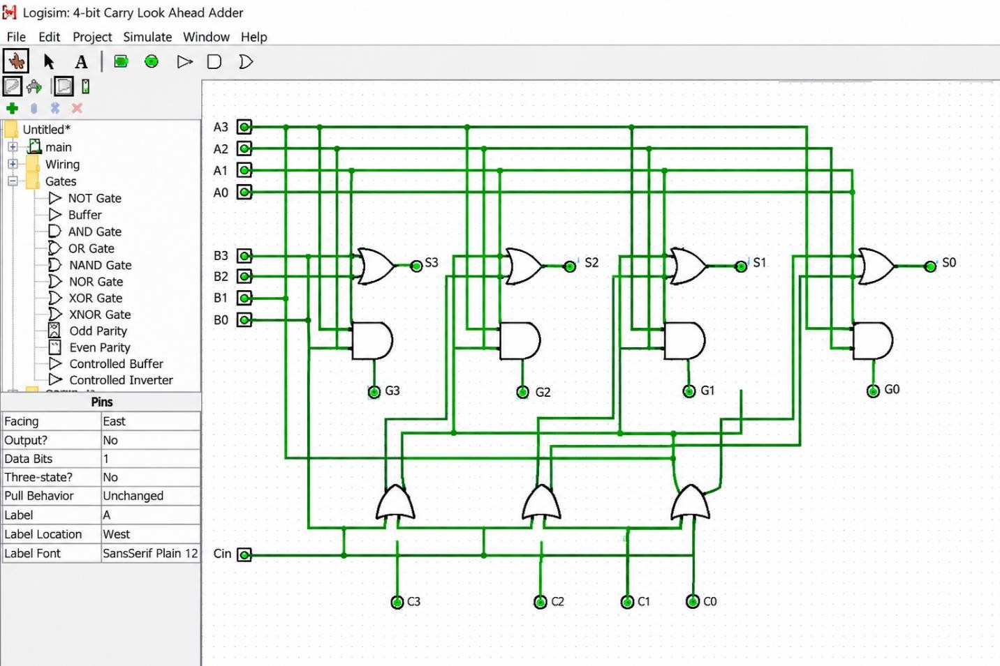 Logisim: 4-bit Carry Look Ahead Adder
File Edit Project Simulate Window Help
A
Untitled*
main
Wiring
Gates
NOT Gate
Buffer
AND Gate
OR Gate
NAND Gate
NOR Gate
XOR Gate
XNOR Gate
Odd Parity
Even Parity
Controlled Buffer
Controlled Inverter
Pins
Facing East
Output? No
Data Bits 1
Three-state? No
Pull Behavior Unchanged
Label A
Label Location West
Label Font SansSerif Plain 12
A3
A2
A1
A0
B3
B2
B1
B0
S3 S2 S1 S0
G3 G2 G1 G0
Cin
C3 C2 C1 C0